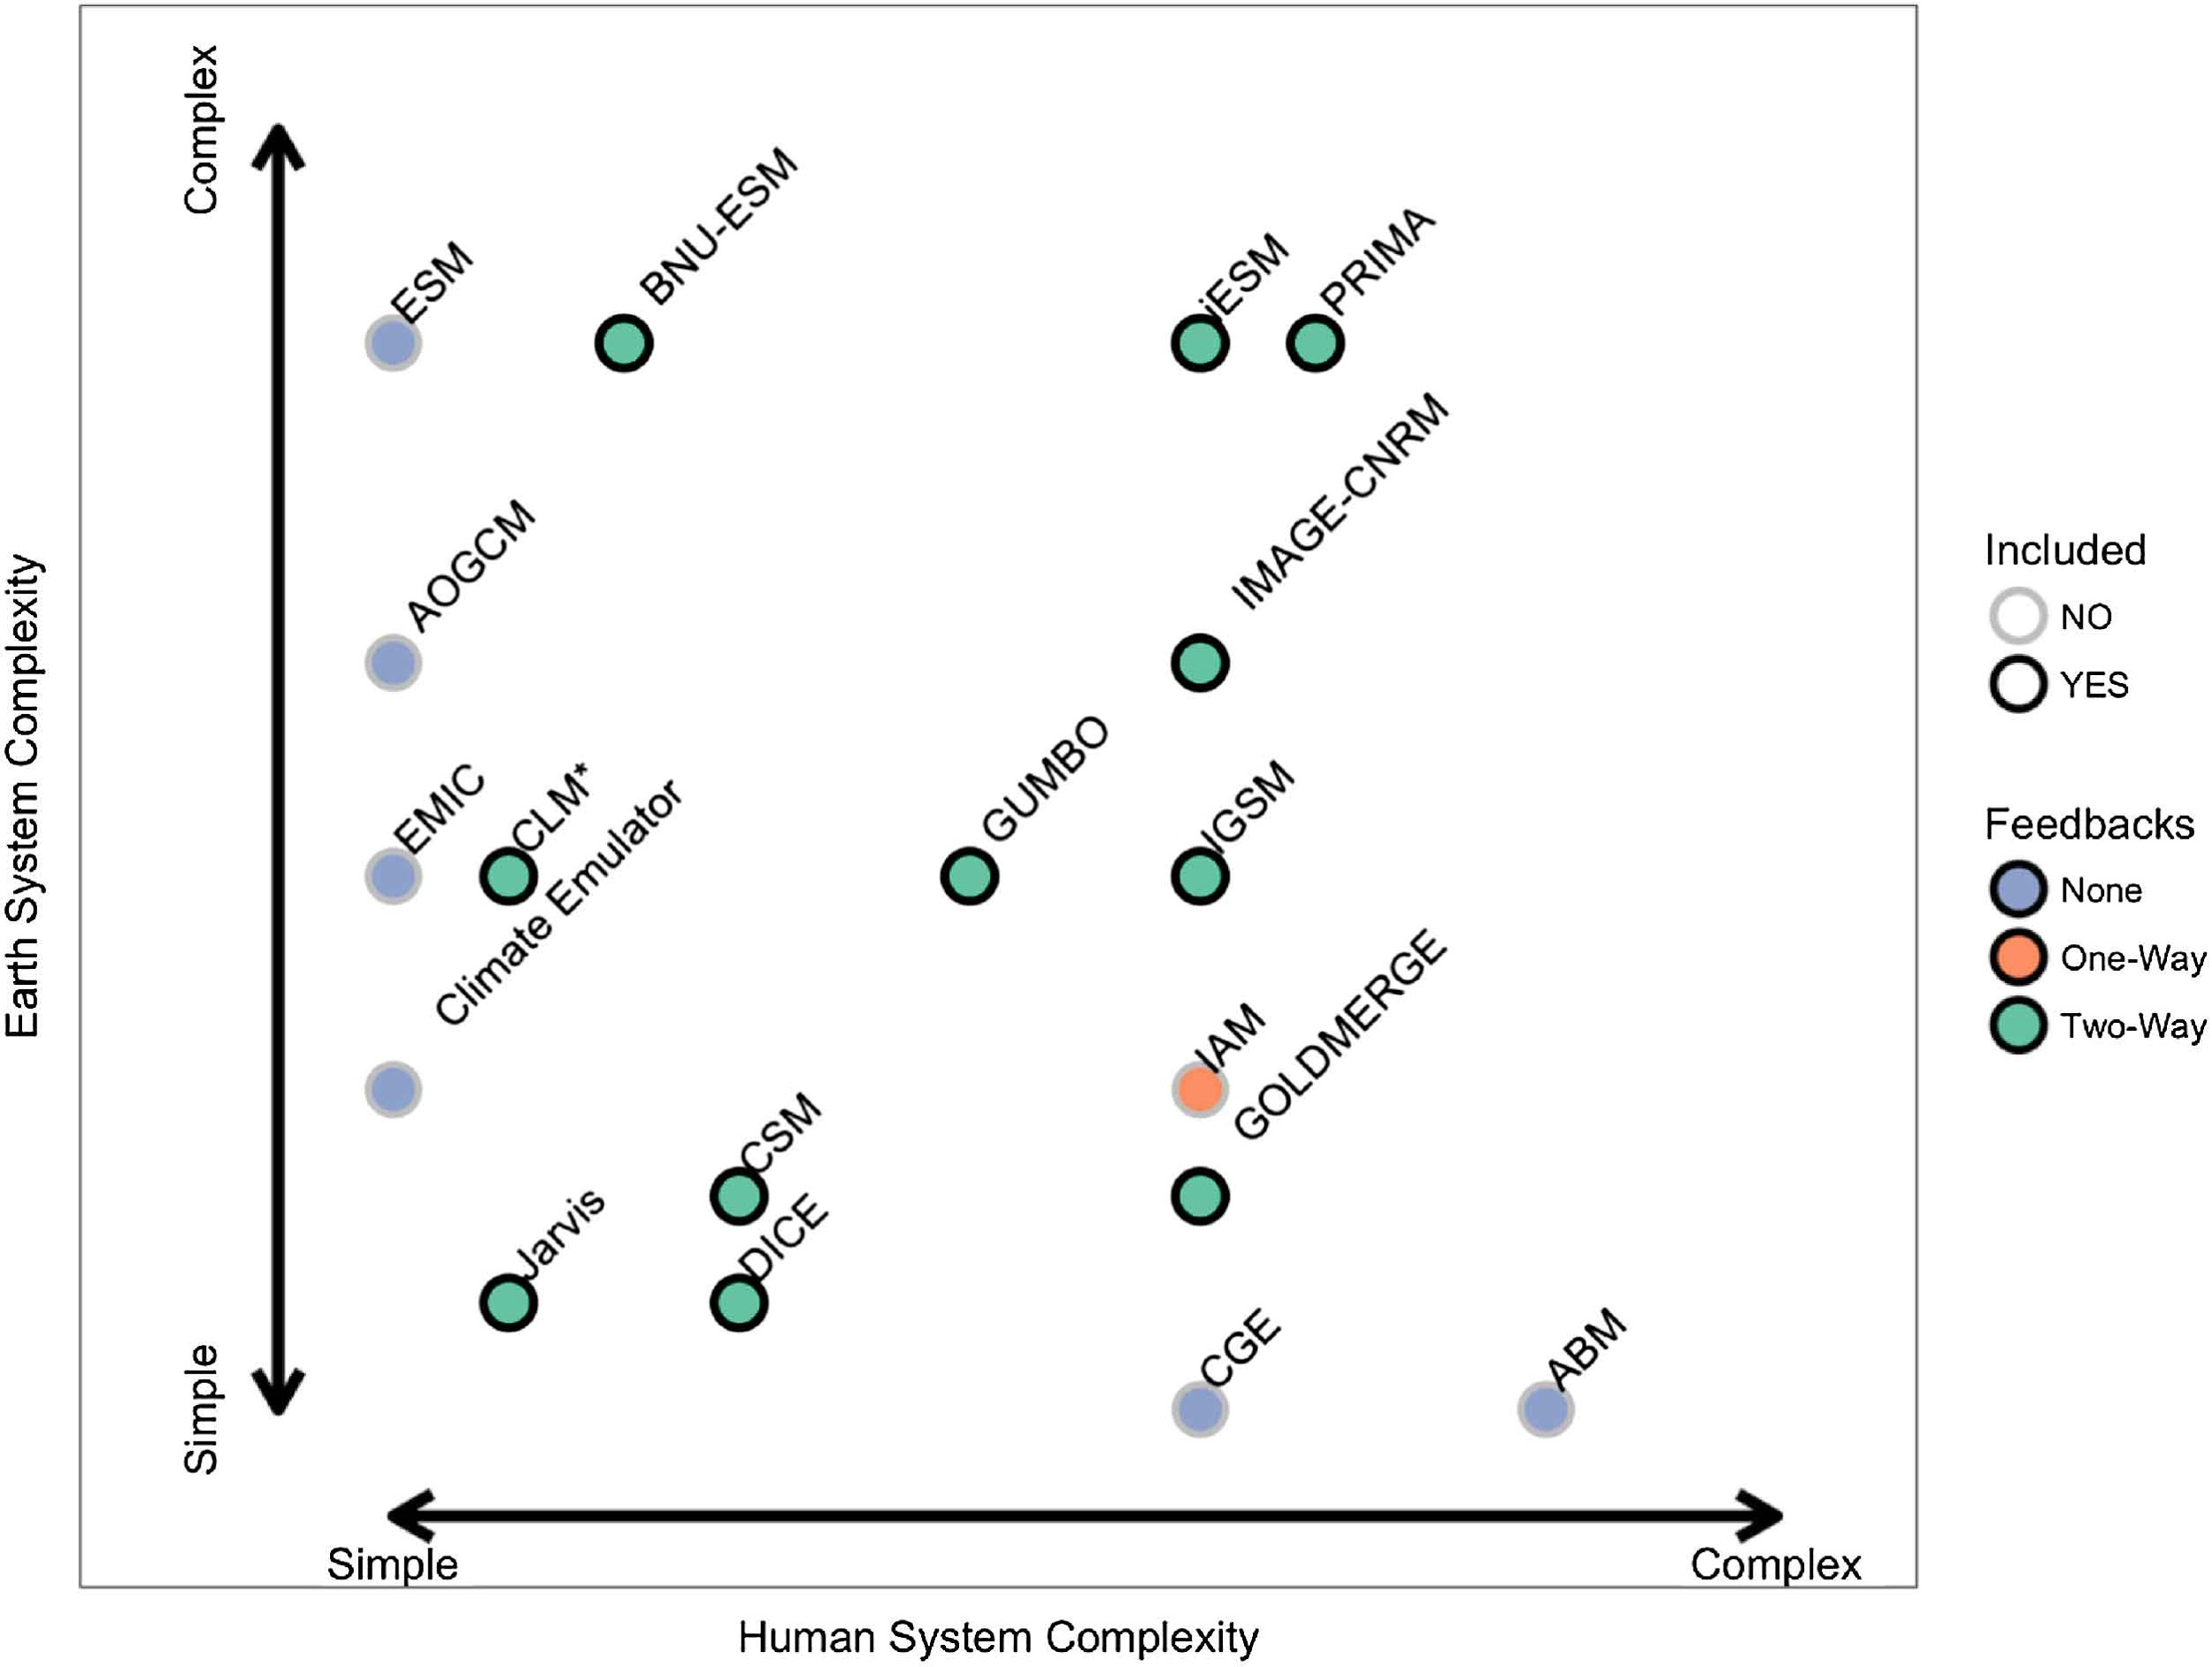 Complex
BNU-ESM
ESM
iESM
PRIMA
IMAGE-CNRM
AOGCM
Earth System Complexity
Included
NO
YES
GUMBO
EMIC
CLM*
Climate Emulator
IGSM
Feedbacks
None
One-Way
Two-Way
IAM
GOLDMERGE
CSM
Jarvis
DICE
CGE
ABM
Simple
Simple
Complex
Human System Complexity